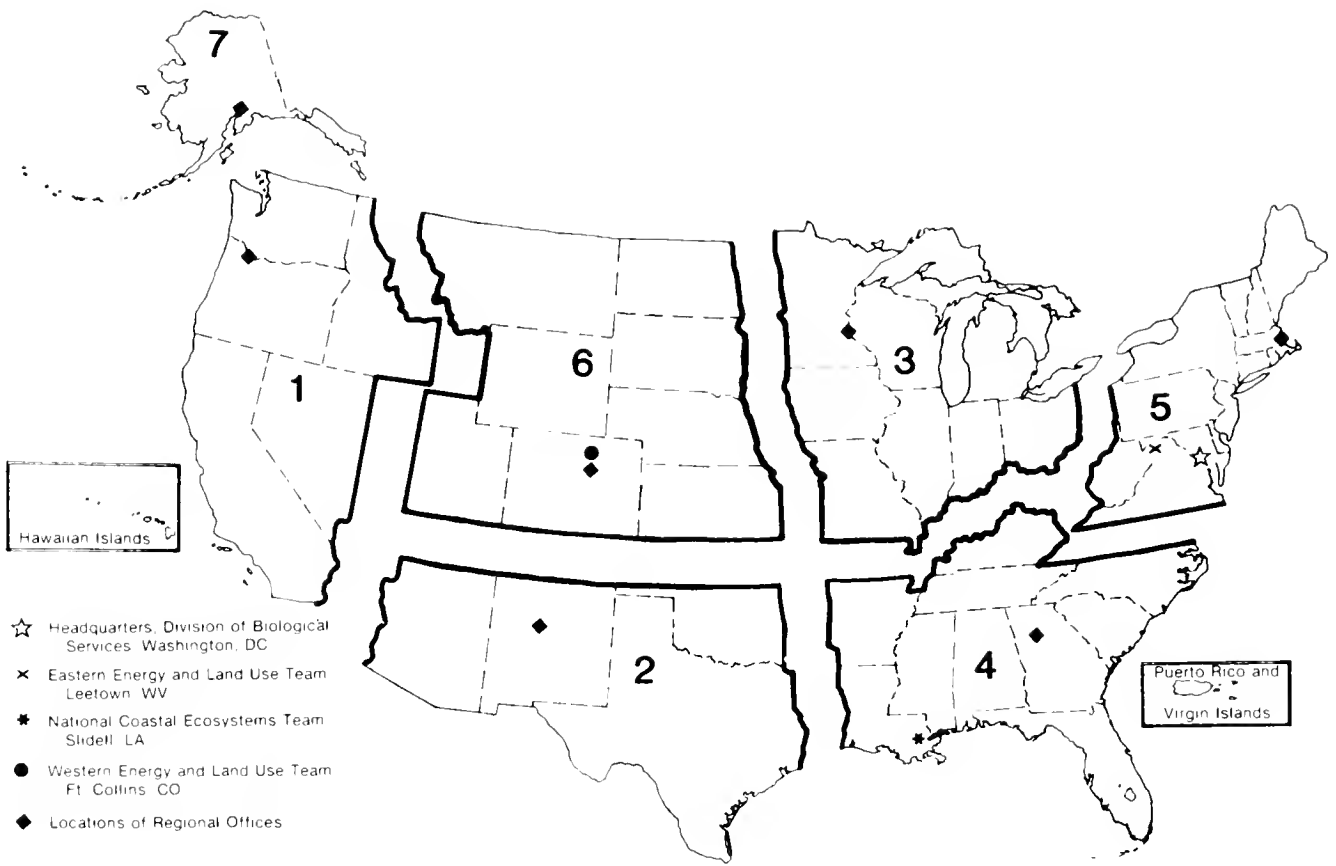 7
6
3
1
5
Hawaiian Islands
2
4
Puerto Rico and
Virgin Islands
Headquarters, Division of Biological
Services Washington, DC
Eastern Energy and Land Use Team
Leetown WV
National Coastal Ecosystems Team
Slidell LA
Western Energy and Land Use Team
Ft Collins CO
Locations of Regional Offices